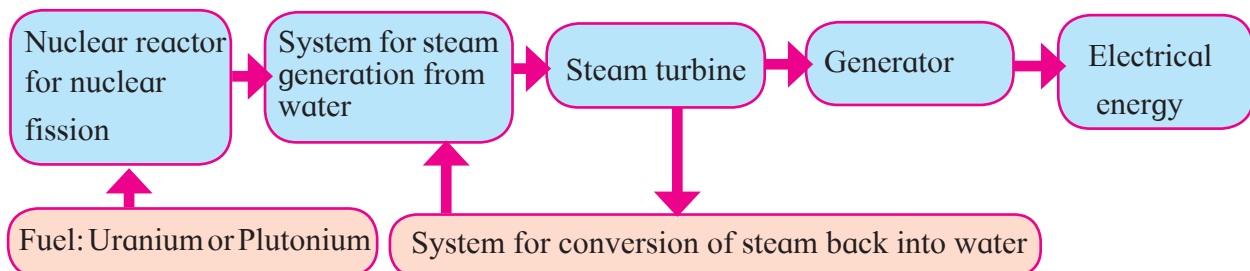 Nuclear reactor
for nuclear
fission
System for steam
generation from
water
Steam turbine
Generator
Electrical
energy
Fuel: Uranium or Plutonium
System for conversion of steam back into water